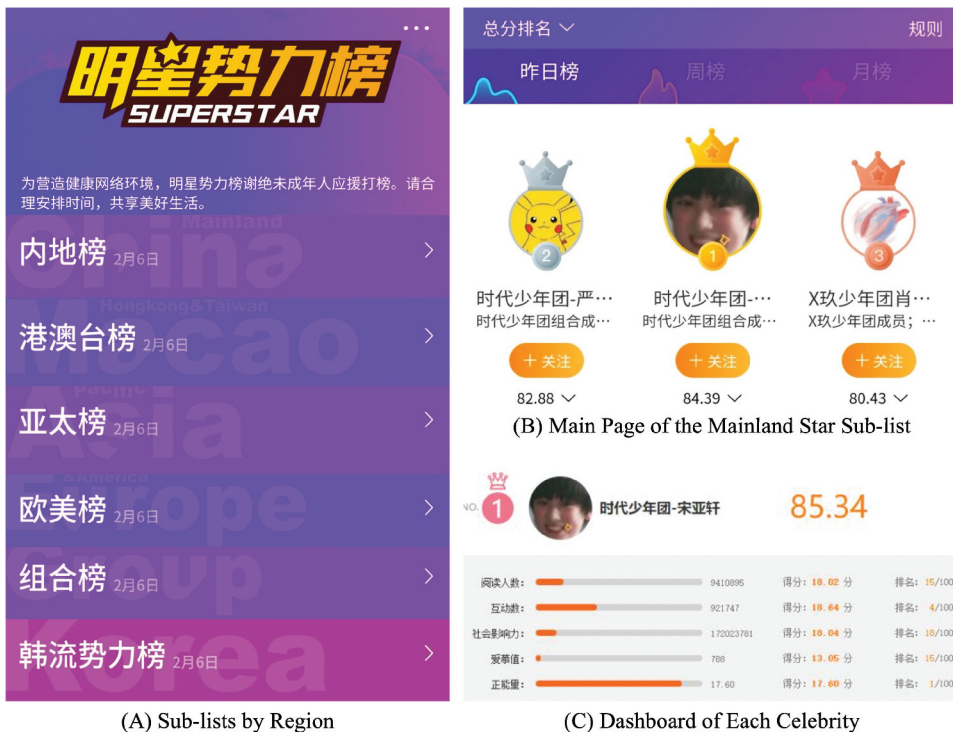 明星势力榜
SUPERSTAR
为营造健康网络环境，明星势力榜谢绝未成年人应援打榜。请合
理安排时间，共享美好生活。
Mainland
China
内地榜 2月6日
Hongkong&Taiwan
Macao
港澳台榜 2月6日
Pacific
Asia
亚太榜 2月6日
&America
Europe
欧美榜 2月6日
Group
组合榜 2月6日
Korea
韩流势力榜 2月6日
(A) Sub-lists by Region
总分排名 规则
昨日榜 周榜 月榜
2 1 3
时代少年团-严… 时代少年团-… X玖少年团肖…
时代少年团组合成… 时代少年团组合成… X玖少年团成员；…
+ 关注 + 关注 + 关注
82.88 84.39 80.43
(B) Main Page of the Mainland Star Sub-list
NO. 1 时代少年团-宋亚轩 85.34
阅读人数： 9410895 得分：18.02 分 排名：15/100
互动数： 921747 得分：18.64 分 排名：4/100
社会影响力： 172023781 得分：18.04 分 排名：18/100
爱慕值： 788 得分：13.05 分 排名：15/100
正能量： 17.60 得分：17.60 分 排名：1/100
(C) Dashboard of Each Celebrity